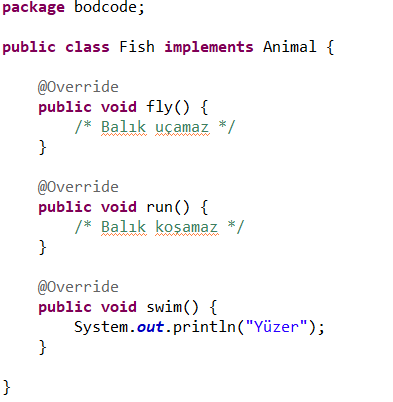 package bodcode;
public class Fish implements Animal {
@Override
public void fly() {
/* Balık uçamaz */
}
@Override
public void run() {
/* Balık koşamaz */
}
@Override
public void swim() {
System.out.println("Yüzer");
}
}